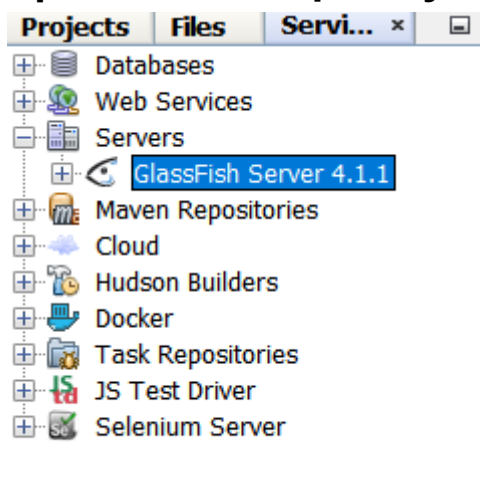 Projects Files Servi... ×
Databases
Web Services
Servers
GlassFish Server 4.1.1
Maven Repositories
Cloud
Hudson Builders
Docker
Task Repositories
JS Test Driver
Selenium Server